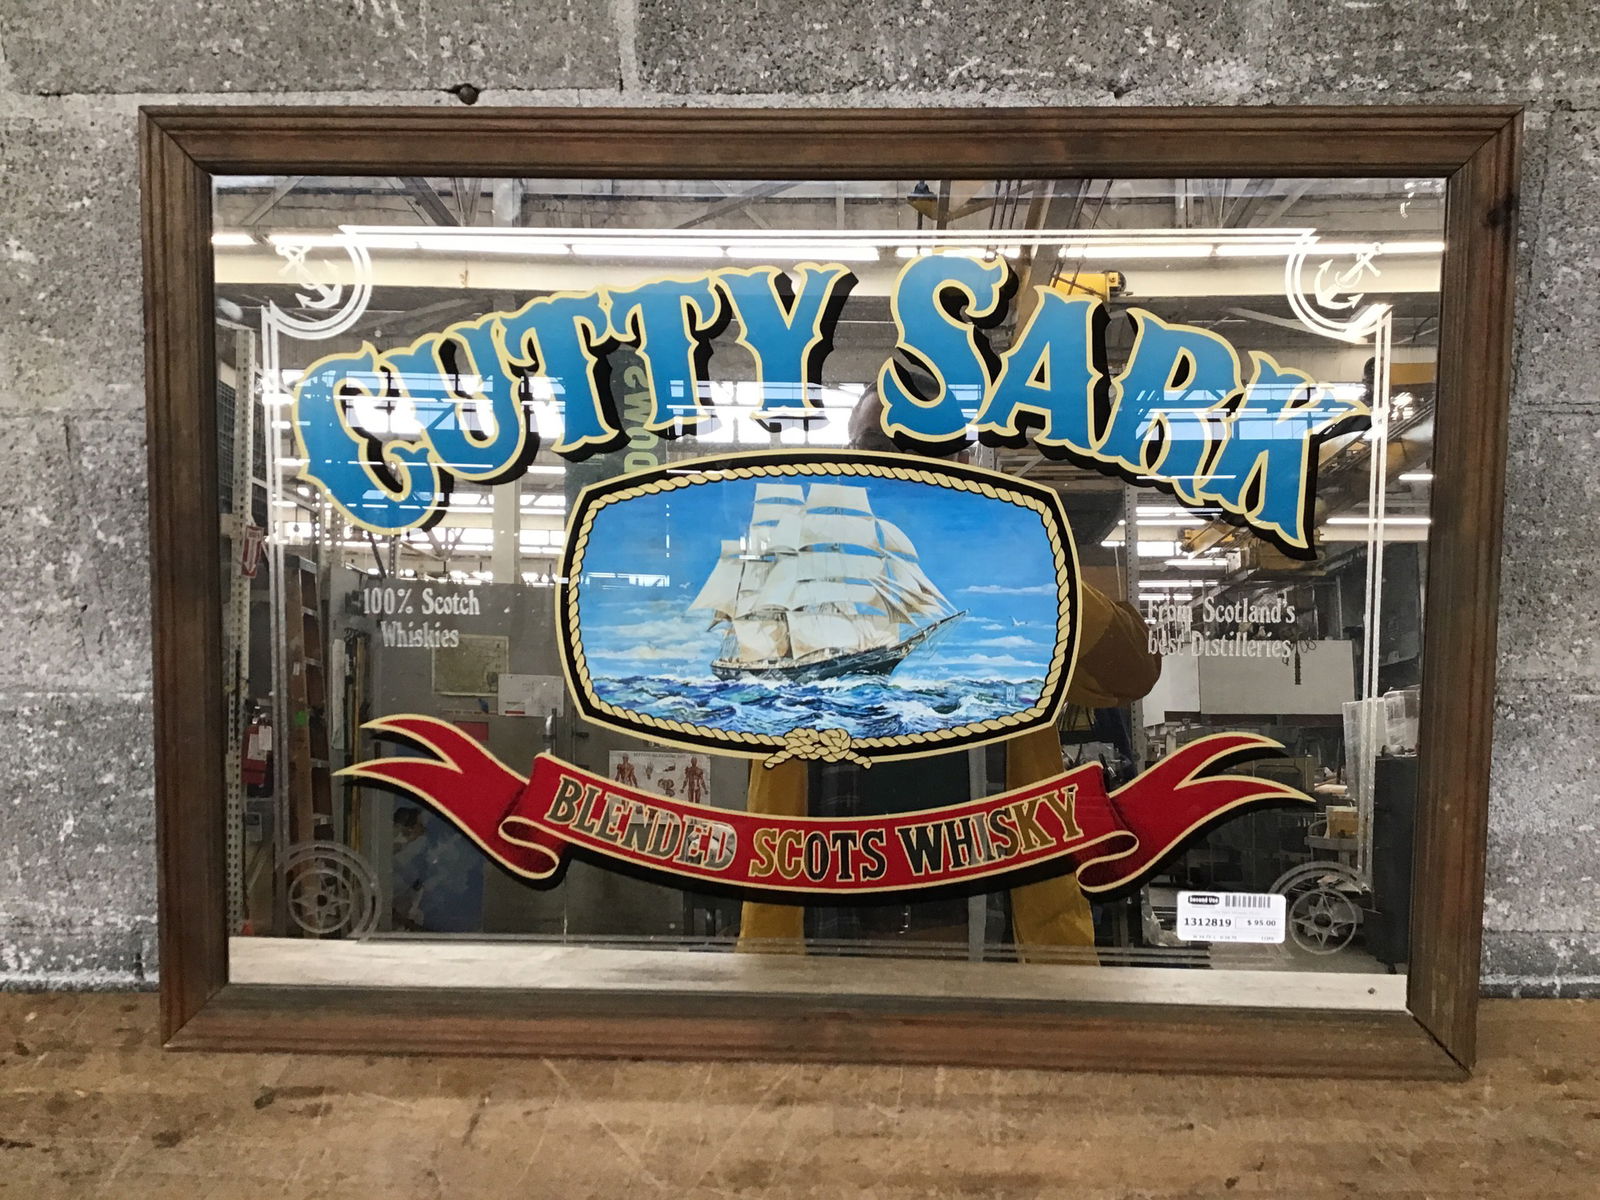 CUTTY SARK
100% Scotch
Whiskies
From Scotland's
best Distilleries
BLENDED SCOTS WHISKY
Second Use
1312819 $ 95.00